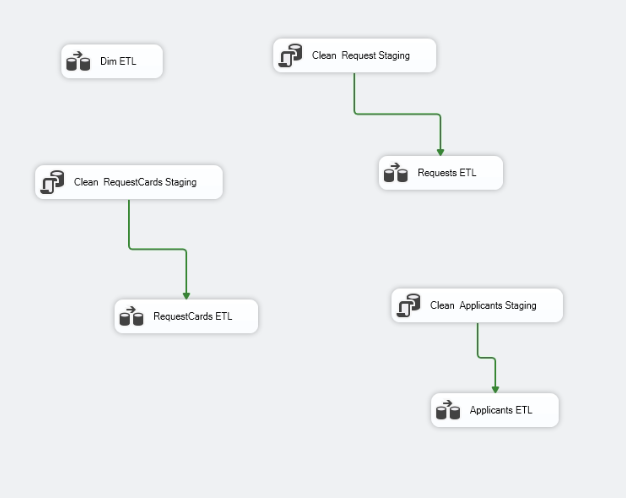 Dim ETL
Clean Request Staging
Requests ETL
Clean RequestCards Staging
RequestCards ETL
Clean Applicants Staging
Applicants ETL